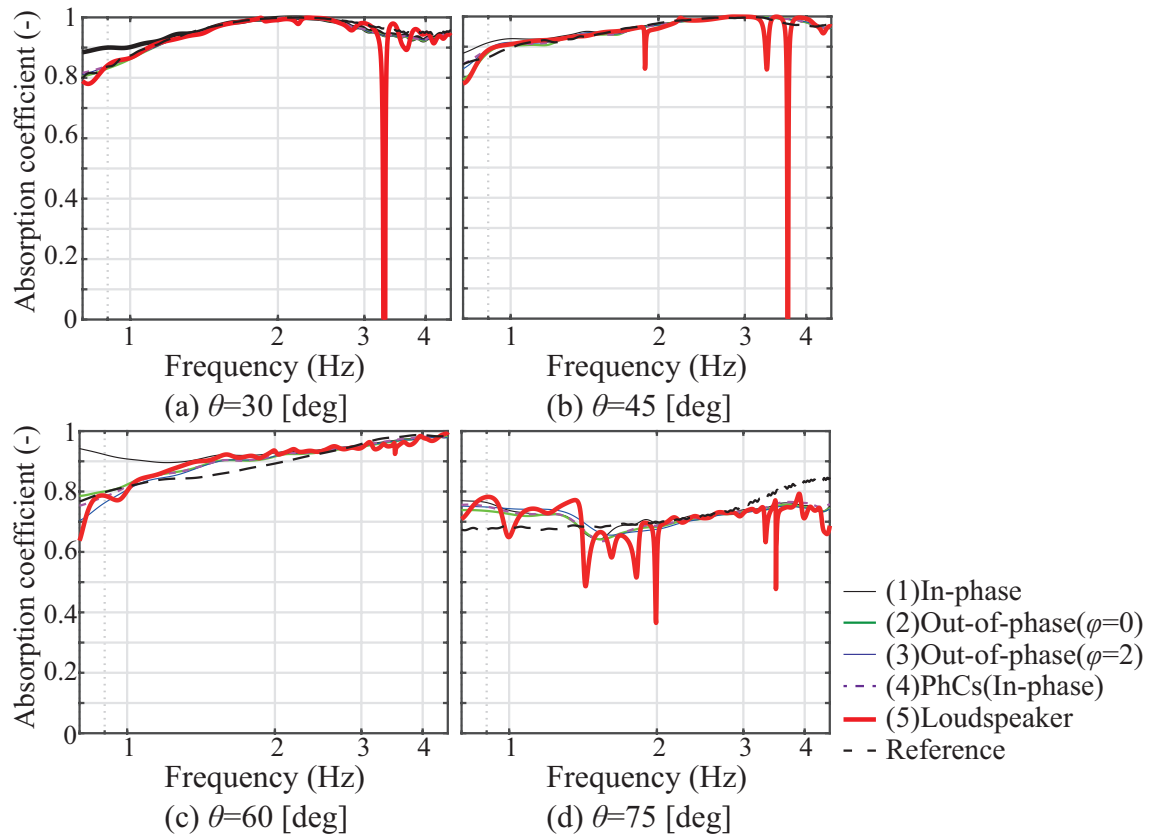 Absorption coefficient (-)
1
0.8
0.6
0.4
0.2
0
1 2 3 4
1 2 3 4
Frequency (Hz)
Frequency (Hz)
(a) θ=30 [deg]
(b) θ=45 [deg]
Absorption coefficient (-)
1
0.8
0.6
0.4
0.2
0
1 2 3 4
1 2 3 4
Frequency (Hz)
Frequency (Hz)
(c) θ=60 [deg]
(d) θ=75 [deg]
(1)In-phase
(2)Out-of-phase(φ=0)
(3)Out-of-phase(φ=2)
(4)PhCs(In-phase)
(5)Loudspeaker
Reference